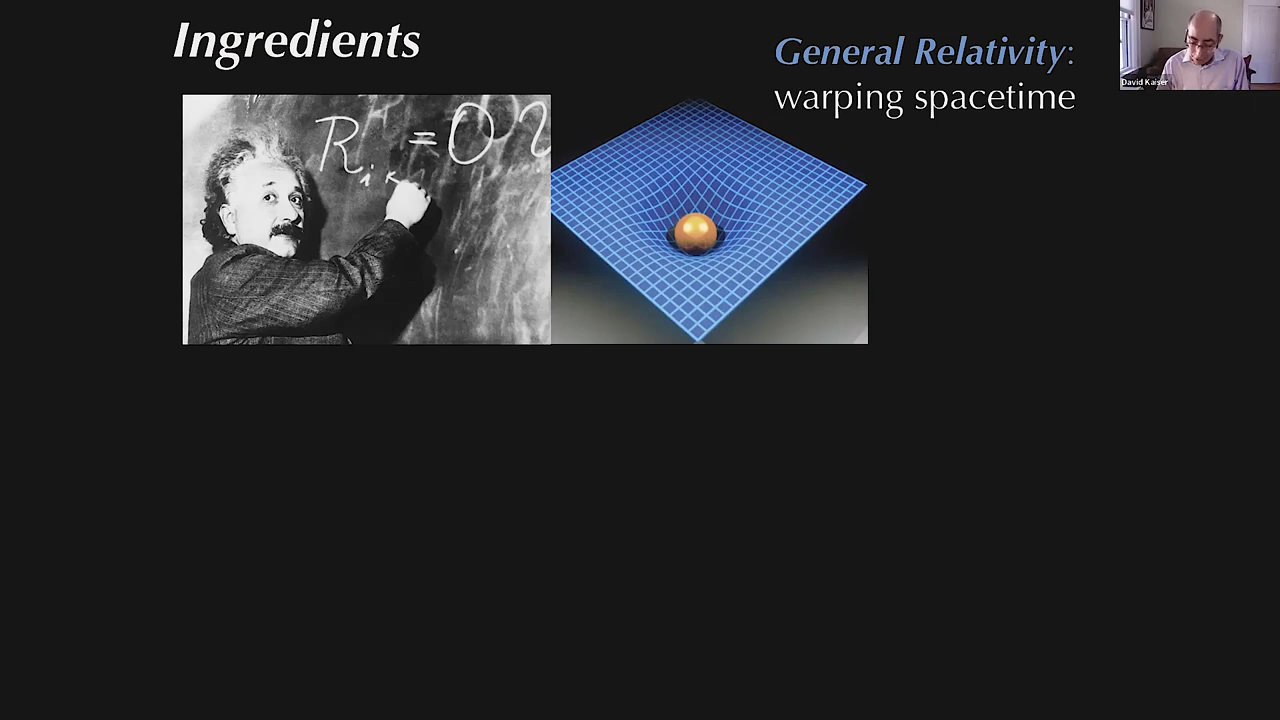 Ingredients
General Relativity:
warping spacetime
David Kaiser
R i k = 0